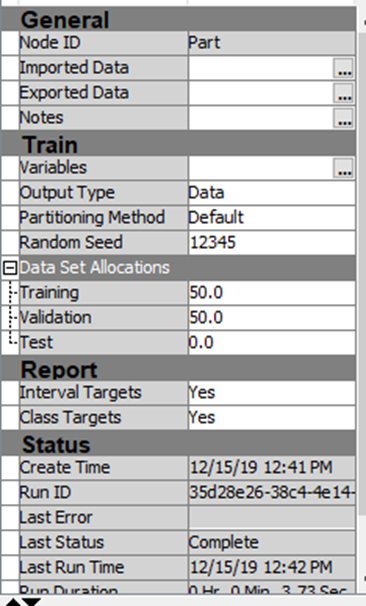 General
Node ID Part
Imported Data ...
Exported Data ...
Notes ...
Train
Variables ...
Output Type Data
Partitioning Method Default
Random Seed 12345
Data Set Allocations
Training 50.0
Validation 50.0
Test 0.0
Report
Interval Targets Yes
Class Targets Yes
Status
Create Time 12/15/19 12:41 PM
Run ID 35d28e26-38c4-4e14-
Last Error
Last Status Complete
Last Run Time 12/15/19 12:42 PM
Run Duration 0 Hr. 0 Min. 3.73 Sec.